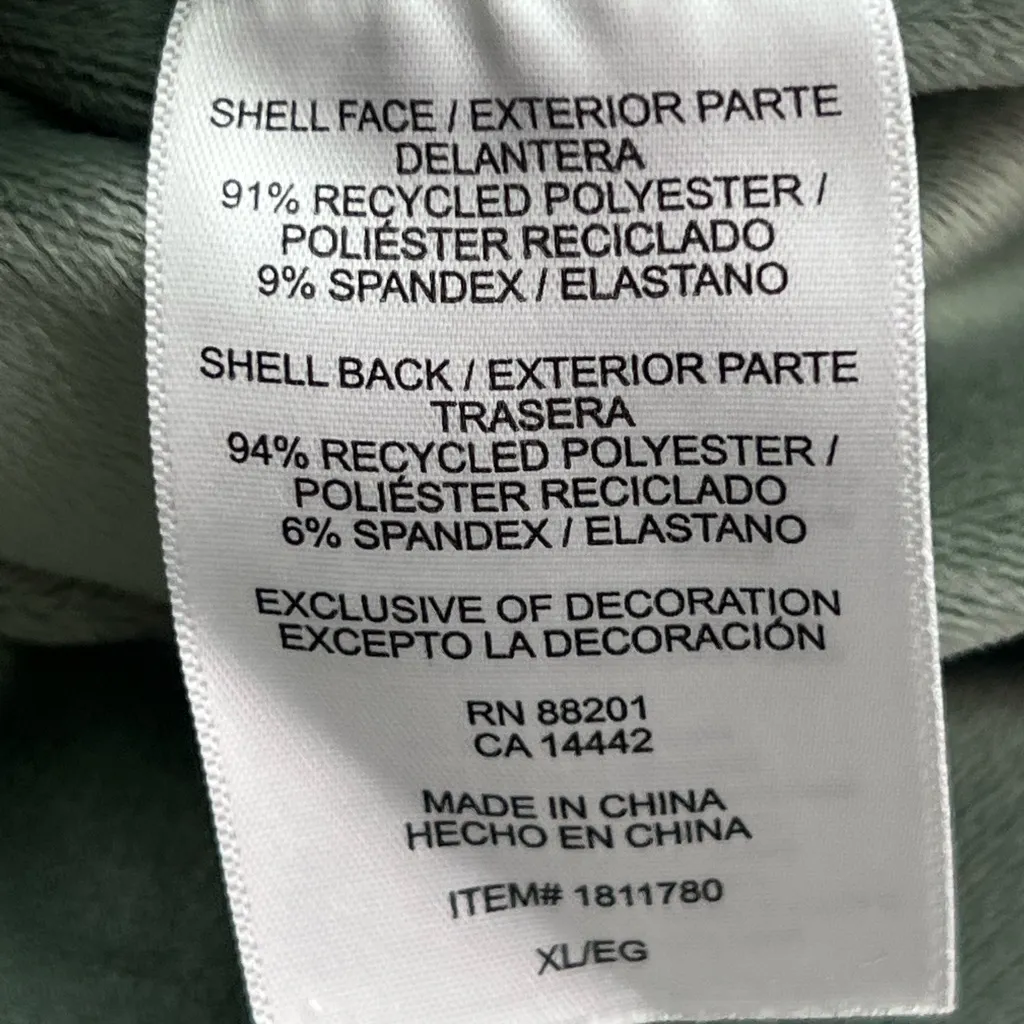 SHELL FACE / EXTERIOR PARTE
DELANTERA
91% RECYCLED POLYESTER /
POLIÉSTER RECICLADO
9% SPANDEX / ELASTANO
SHELL BACK / EXTERIOR PARTE
TRASERA
94% RECYCLED POLYESTER /
POLIÉSTER RECICLADO
6% SPANDEX / ELASTANO
EXCLUSIVE OF DECORATION
EXCEPTO LA DECORACIÓN
RN 88201
CA 14442
MADE IN CHINA
HECHO EN CHINA
ITEM# 1811780
XL/EG